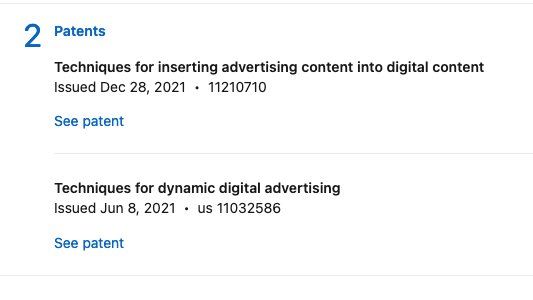 2 Patents
Techniques for inserting advertising content into digital content
Issued Dec 28, 2021 • 11210710
See patent
Techniques for dynamic digital advertising
Issued Jun 8, 2021 • us 11032586
See patent